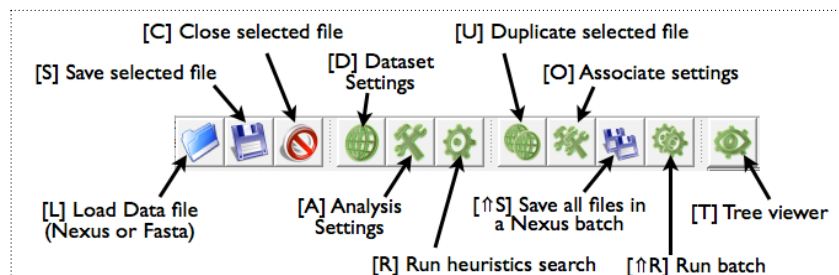 [C] Close selected file
[U] Duplicate selected file
[D] Dataset
Settings
[S] Save selected file
[O] Associate settings
[L] Load Data file
(Nexus or Fasta)
[A] Analysis
Settings
[⇑S] Save all files in
a Nexus batch
[T] Tree viewer
[R] Run heuristics search
[⇑R] Run batch